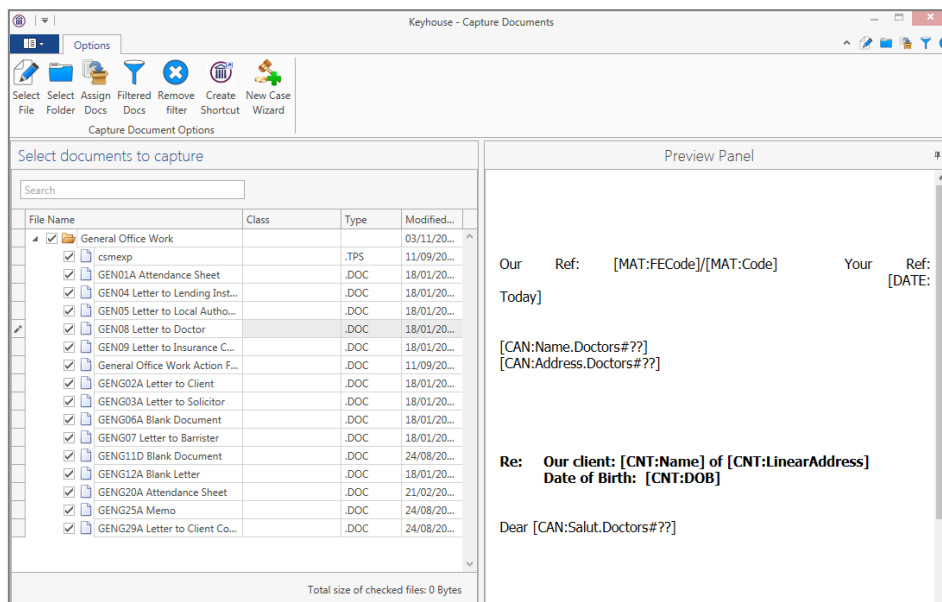 Keyhouse - Capture Documents
Options
Select File
Select Folder
Assign Docs
Filtered Docs
Remove filter
Create Shortcut
New Case Wizard
Capture Document Options
Select documents to capture
Search
File Name Class Type Modified...
General Office Work 03/11/20...
csmexp .TPS 11/09/20...
GEN01A Attendance Sheet .DOC 18/01/20...
GEN04 Letter to Lending Inst... .DOC 18/01/20...
GEN05 Letter to Local Autho... .DOC 18/01/20...
GEN08 Letter to Doctor .DOC 18/01/20...
GEN09 Letter to Insurance C... .DOC 18/01/20...
General Office Work Action F... .DOC 11/09/20...
GENG02A Letter to Client .DOC 18/01/20...
GENG03A Letter to Solicitor .DOC 18/01/20...
GENG06A Blank Document .DOC 18/01/20...
GENG07 Letter to Barrister .DOC 18/01/20...
GENG11D Blank Document .DOC 24/08/20...
GENG12A Blank Letter .DOC 18/01/20...
GENG20A Attendance Sheet .DOC 21/02/20...
GENG25A Memo .DOC 24/08/20...
GENG29A Letter to Client Co... .DOC 24/08/20...
Total size of checked files: 0 Bytes
Preview Panel
Our Ref: [MAT:FECode]/[MAT:Code] Your Ref:
[DATE:
Today]
[CAN:Name.Doctors#??]
[CAN:Address.Doctors#??]
Re: Our client: [CNT:Name] of [CNT:LinearAddress]
Date of Birth: [CNT:DOB]
Dear [CAN:Salut.Doctors#??]